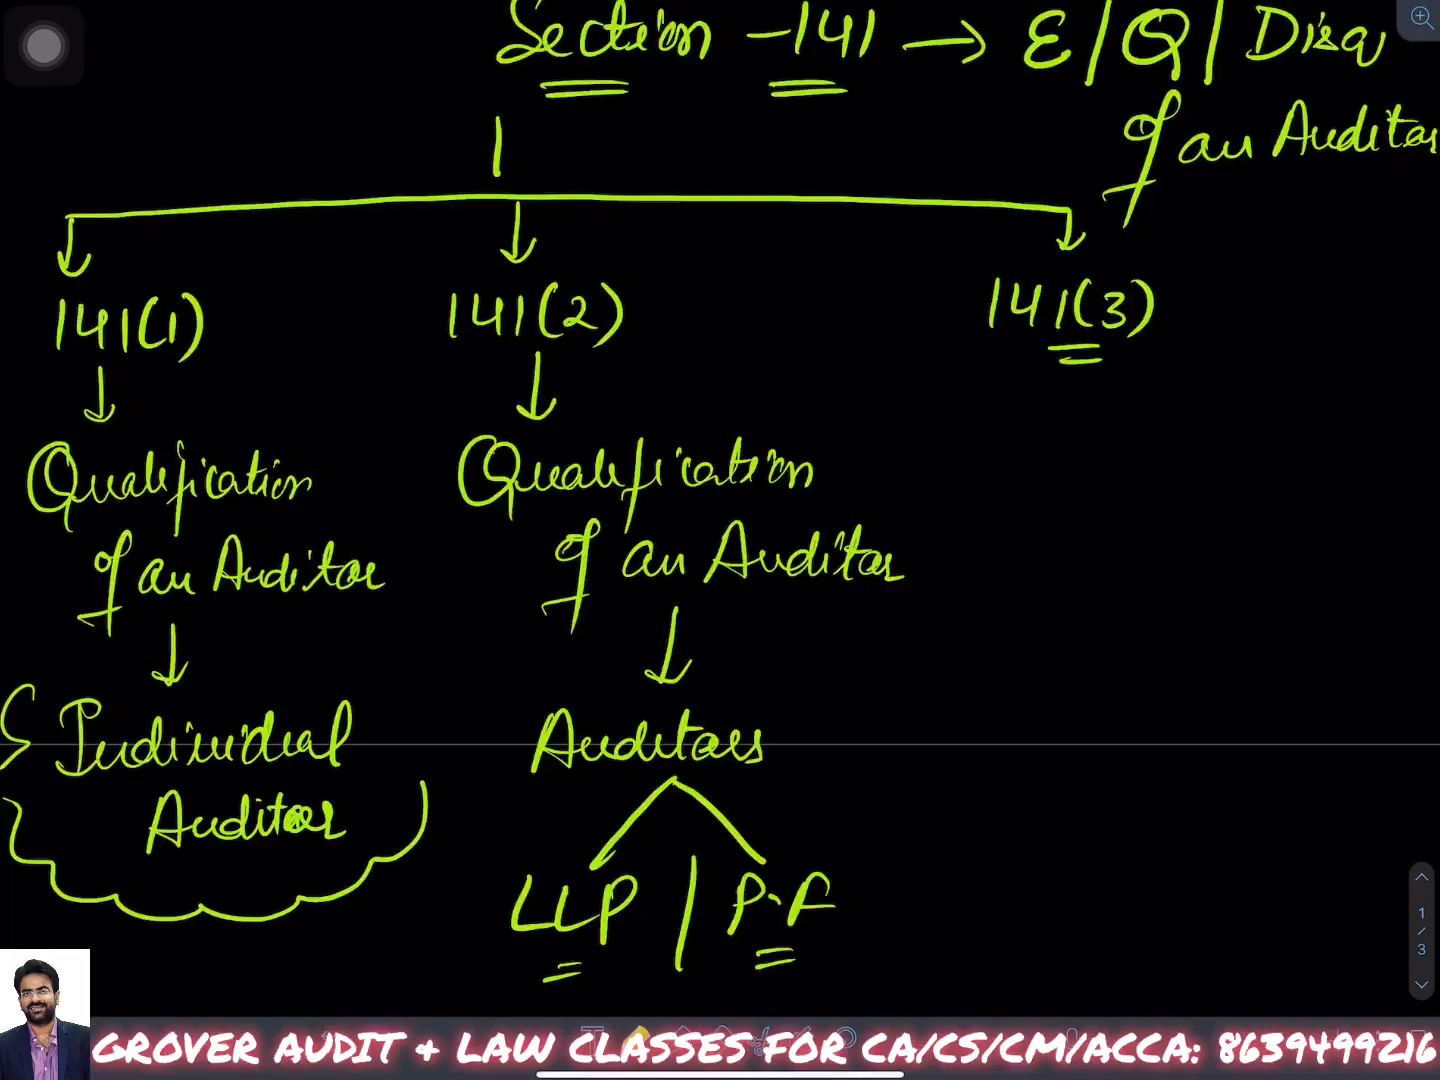 Section - 141 → E/Q/Disq
of an Auditor
141(1) 141(2) 141(3)
Qualification Qualification
of an Auditor of an Auditor
Individual Auditors
Auditor
LLP | P.F
1
/
3
GROVER AUDIT & LAW CLASSES FOR CA/CS/CM/ACCA: 8639499216